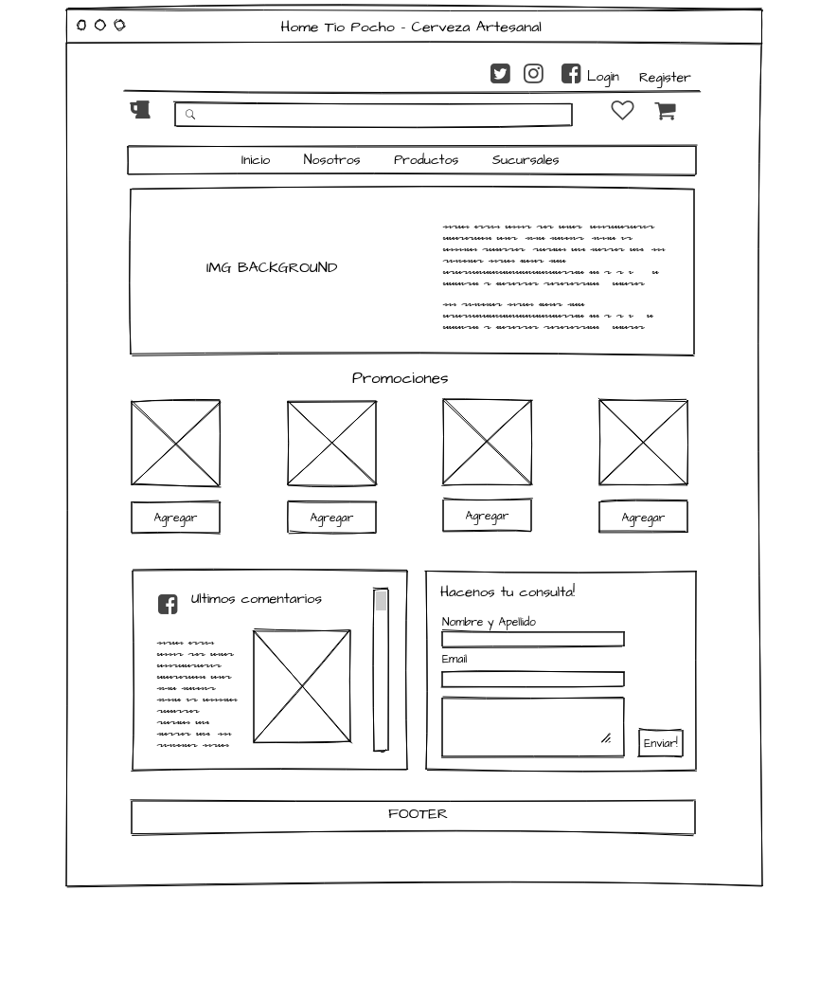 Home Tio Pocho - Cerveza Artesanal
Login Register
Inicio Nosotros Productos Sucursales
IMG BACKGROUND
Promociones
Agregar Agregar Agregar Agregar
Ultimos comentarios
Hacenos tu consulta!
Nombre y Apellido
Email
Enviar!
FOOTER